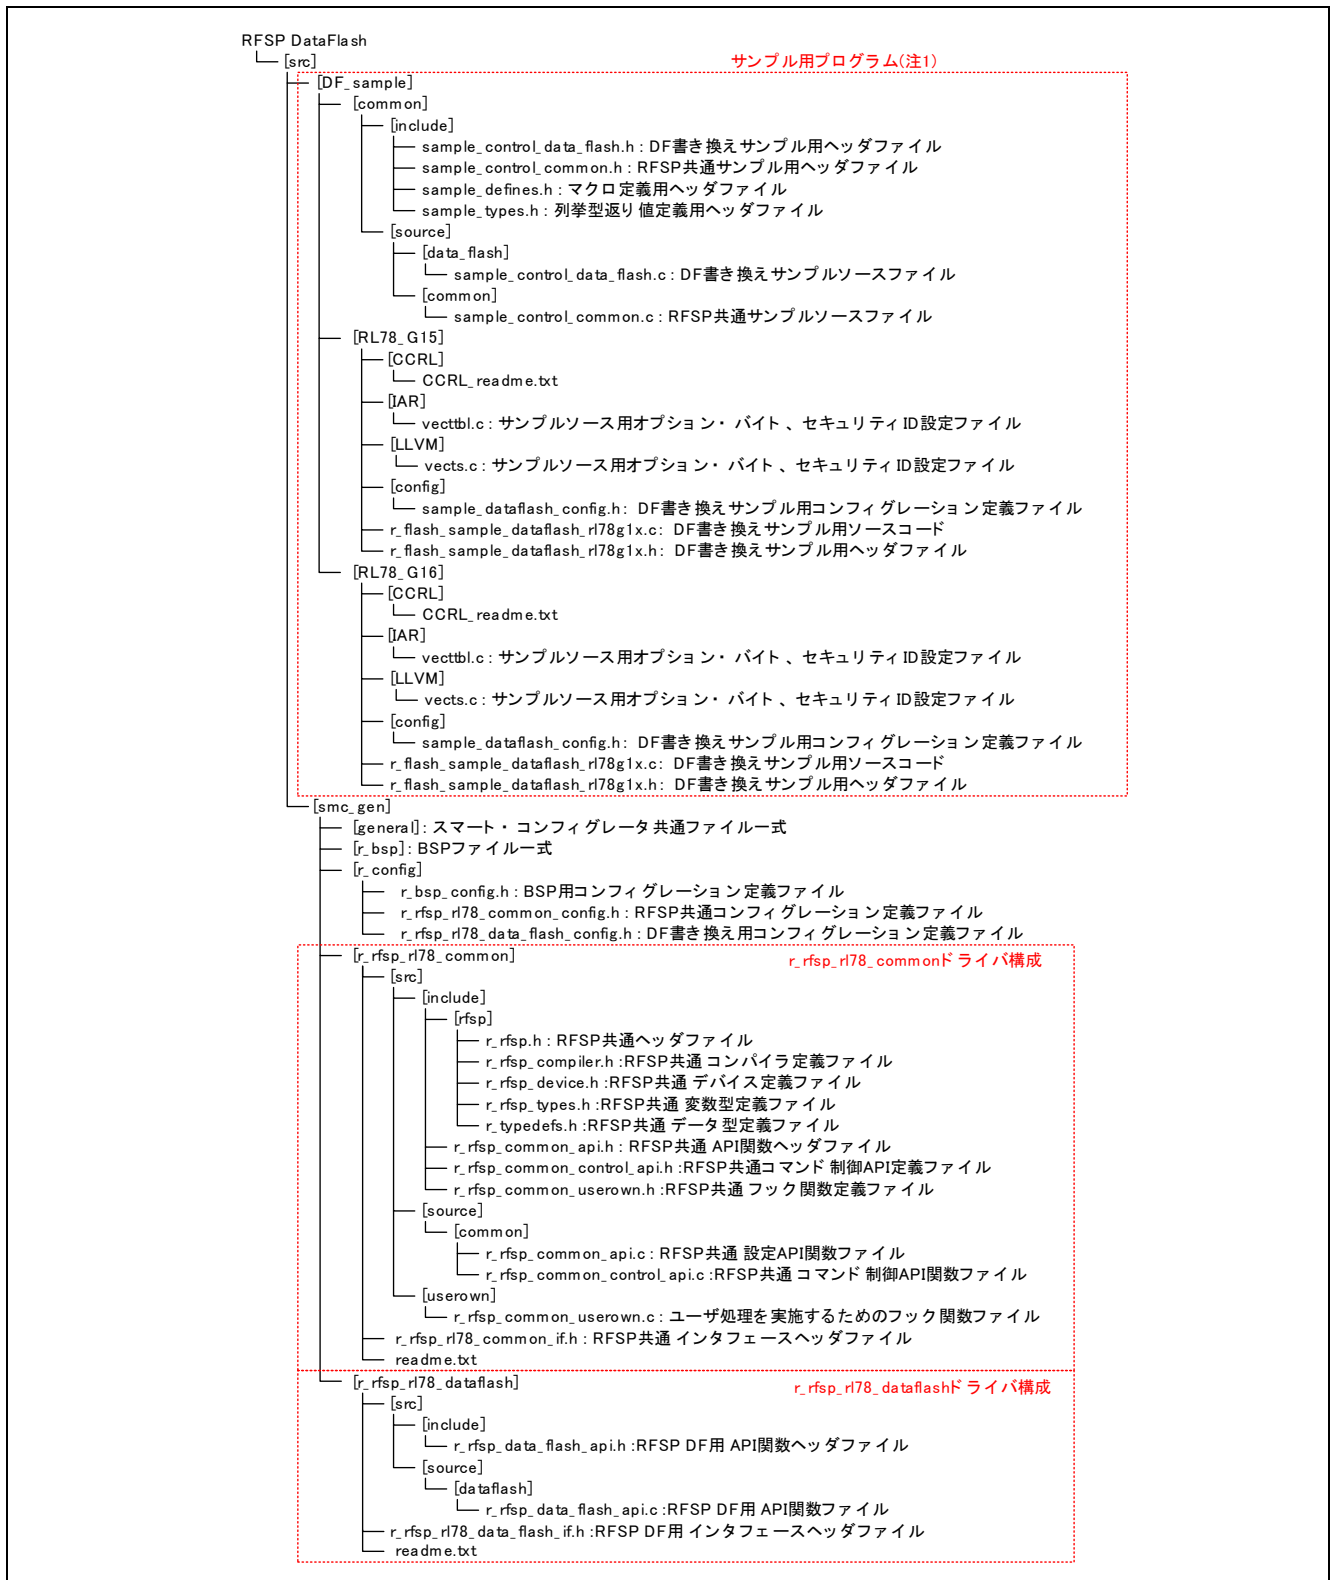 RFSP DataFlash
[src]
サンプル用プログラム(注1)
[DF_sample]
[common]
[include]
sample_control_data_flash.h : DF書き換えサンプル用ヘッダファイル
sample_control_common.h : RFSP共通サンプル用ヘッダファイル
sample_defines.h : マクロ定義用ヘッダファイル
sample_types.h : 列挙型返り値定義用ヘッダファイル
[source]
[data_flash]
sample_control_data_flash.c : DF書き換えサンプルソースファイル
[common]
sample_control_common.c : RFSP共通サンプルソースファイル
[RL78_G15]
[CCRL]
CCRL_readme.txt
[IAR]
vecttbl.c : サンプルソース用オプション・バイト、セキュリティID設定ファイル
[LLVM]
vects.c : サンプルソース用オプション・バイト、セキュリティID設定ファイル
[config]
sample_dataflash_config.h : DF書き換えサンプル用コンフィグレーション定義ファイル
r_flash_sample_dataflash_rl78g1x.c : DF書き換えサンプル用ソースコード
r_flash_sample_dataflash_rl78g1x.h : DF書き換えサンプル用ヘッダファイル
[RL78_G16]
[CCRL]
CCRL_readme.txt
[IAR]
vecttbl.c : サンプルソース用オプション・バイト、セキュリティID設定ファイル
[LLVM]
vects.c : サンプルソース用オプション・バイト、セキュリティID設定ファイル
[config]
sample_dataflash_config.h : DF書き換えサンプル用コンフィグレーション定義ファイル
r_flash_sample_dataflash_rl78g1x.c : DF書き換えサンプル用ソースコード
r_flash_sample_dataflash_rl78g1x.h : DF書き換えサンプル用ヘッダファイル
[smc_gen]
[general] : スマート・コンフィグレータ共通ファイル一式
[r_bsp] : BSPファイル一式
[r_config]
r_bsp_config.h : BSP用コンフィグレーション定義ファイル
r_rfsp_rl78_common_config.h : RFSP共通コンフィグレーション定義ファイル
r_rfsp_rl78_data_flash_config.h : DF書き換え用コンフィグレーション定義ファイル
[r_rfsp_rl78_common]
r_rfsp_rl78_commonドライバ構成
[src]
[include]
[rfsp]
r_rfsp.h : RFSP共通ヘッダファイル
r_rfsp_compiler.h :RFSP共通 コンパイラ定義ファイル
r_rfsp_device.h :RFSP共通 デバイス定義ファイル
r_rfsp_types.h :RFSP共通 変数型定義ファイル
r_typedefs.h :RFSP共通 データ型定義ファイル
r_rfsp_common_api.h : RFSP共通 API関数ヘッダファイル
r_rfsp_common_control_api.h :RFSP共通コマンド制御API定義ファイル
r_rfsp_common_userown.h :RFSP共通 フック関数定義ファイル
[source]
[common]
r_rfsp_common_api.c : RFSP共通 設定API関数ファイル
r_rfsp_common_control_api.c :RFSP共通 コマンド制御API関数ファイル
[userown]
r_rfsp_common_userown.c : ユーザ処理を実施するためのフック関数ファイル
r_rfsp_rl78_common_if.h : RFSP共通 インタフェースヘッダファイル
readme.txt
[r_rfsp_rl78_dataflash]
r_rfsp_rl78_dataflashドライバ構成
[src]
[include]
r_rfsp_data_flash_api.h :RFSP DF用 API関数ヘッダファイル
[source]
[dataflash]
r_rfsp_data_flash_api.c :RFSP DF用 API関数ファイル
r_rfsp_rl78_data_flash_if.h :RFSP DF用 インタフェースヘッダファイル
readme.txt